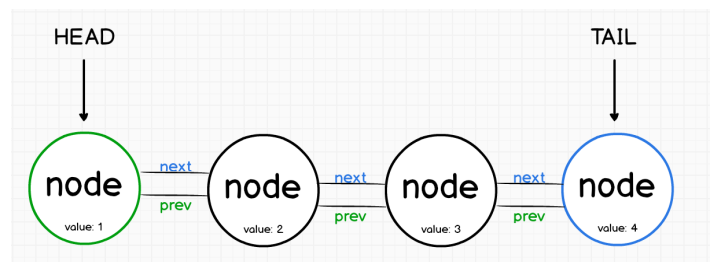 HEAD
TAIL
node
value: 1
next
prev
node
value: 2
next
prev
node
value: 3
next
prev
node
value: 4